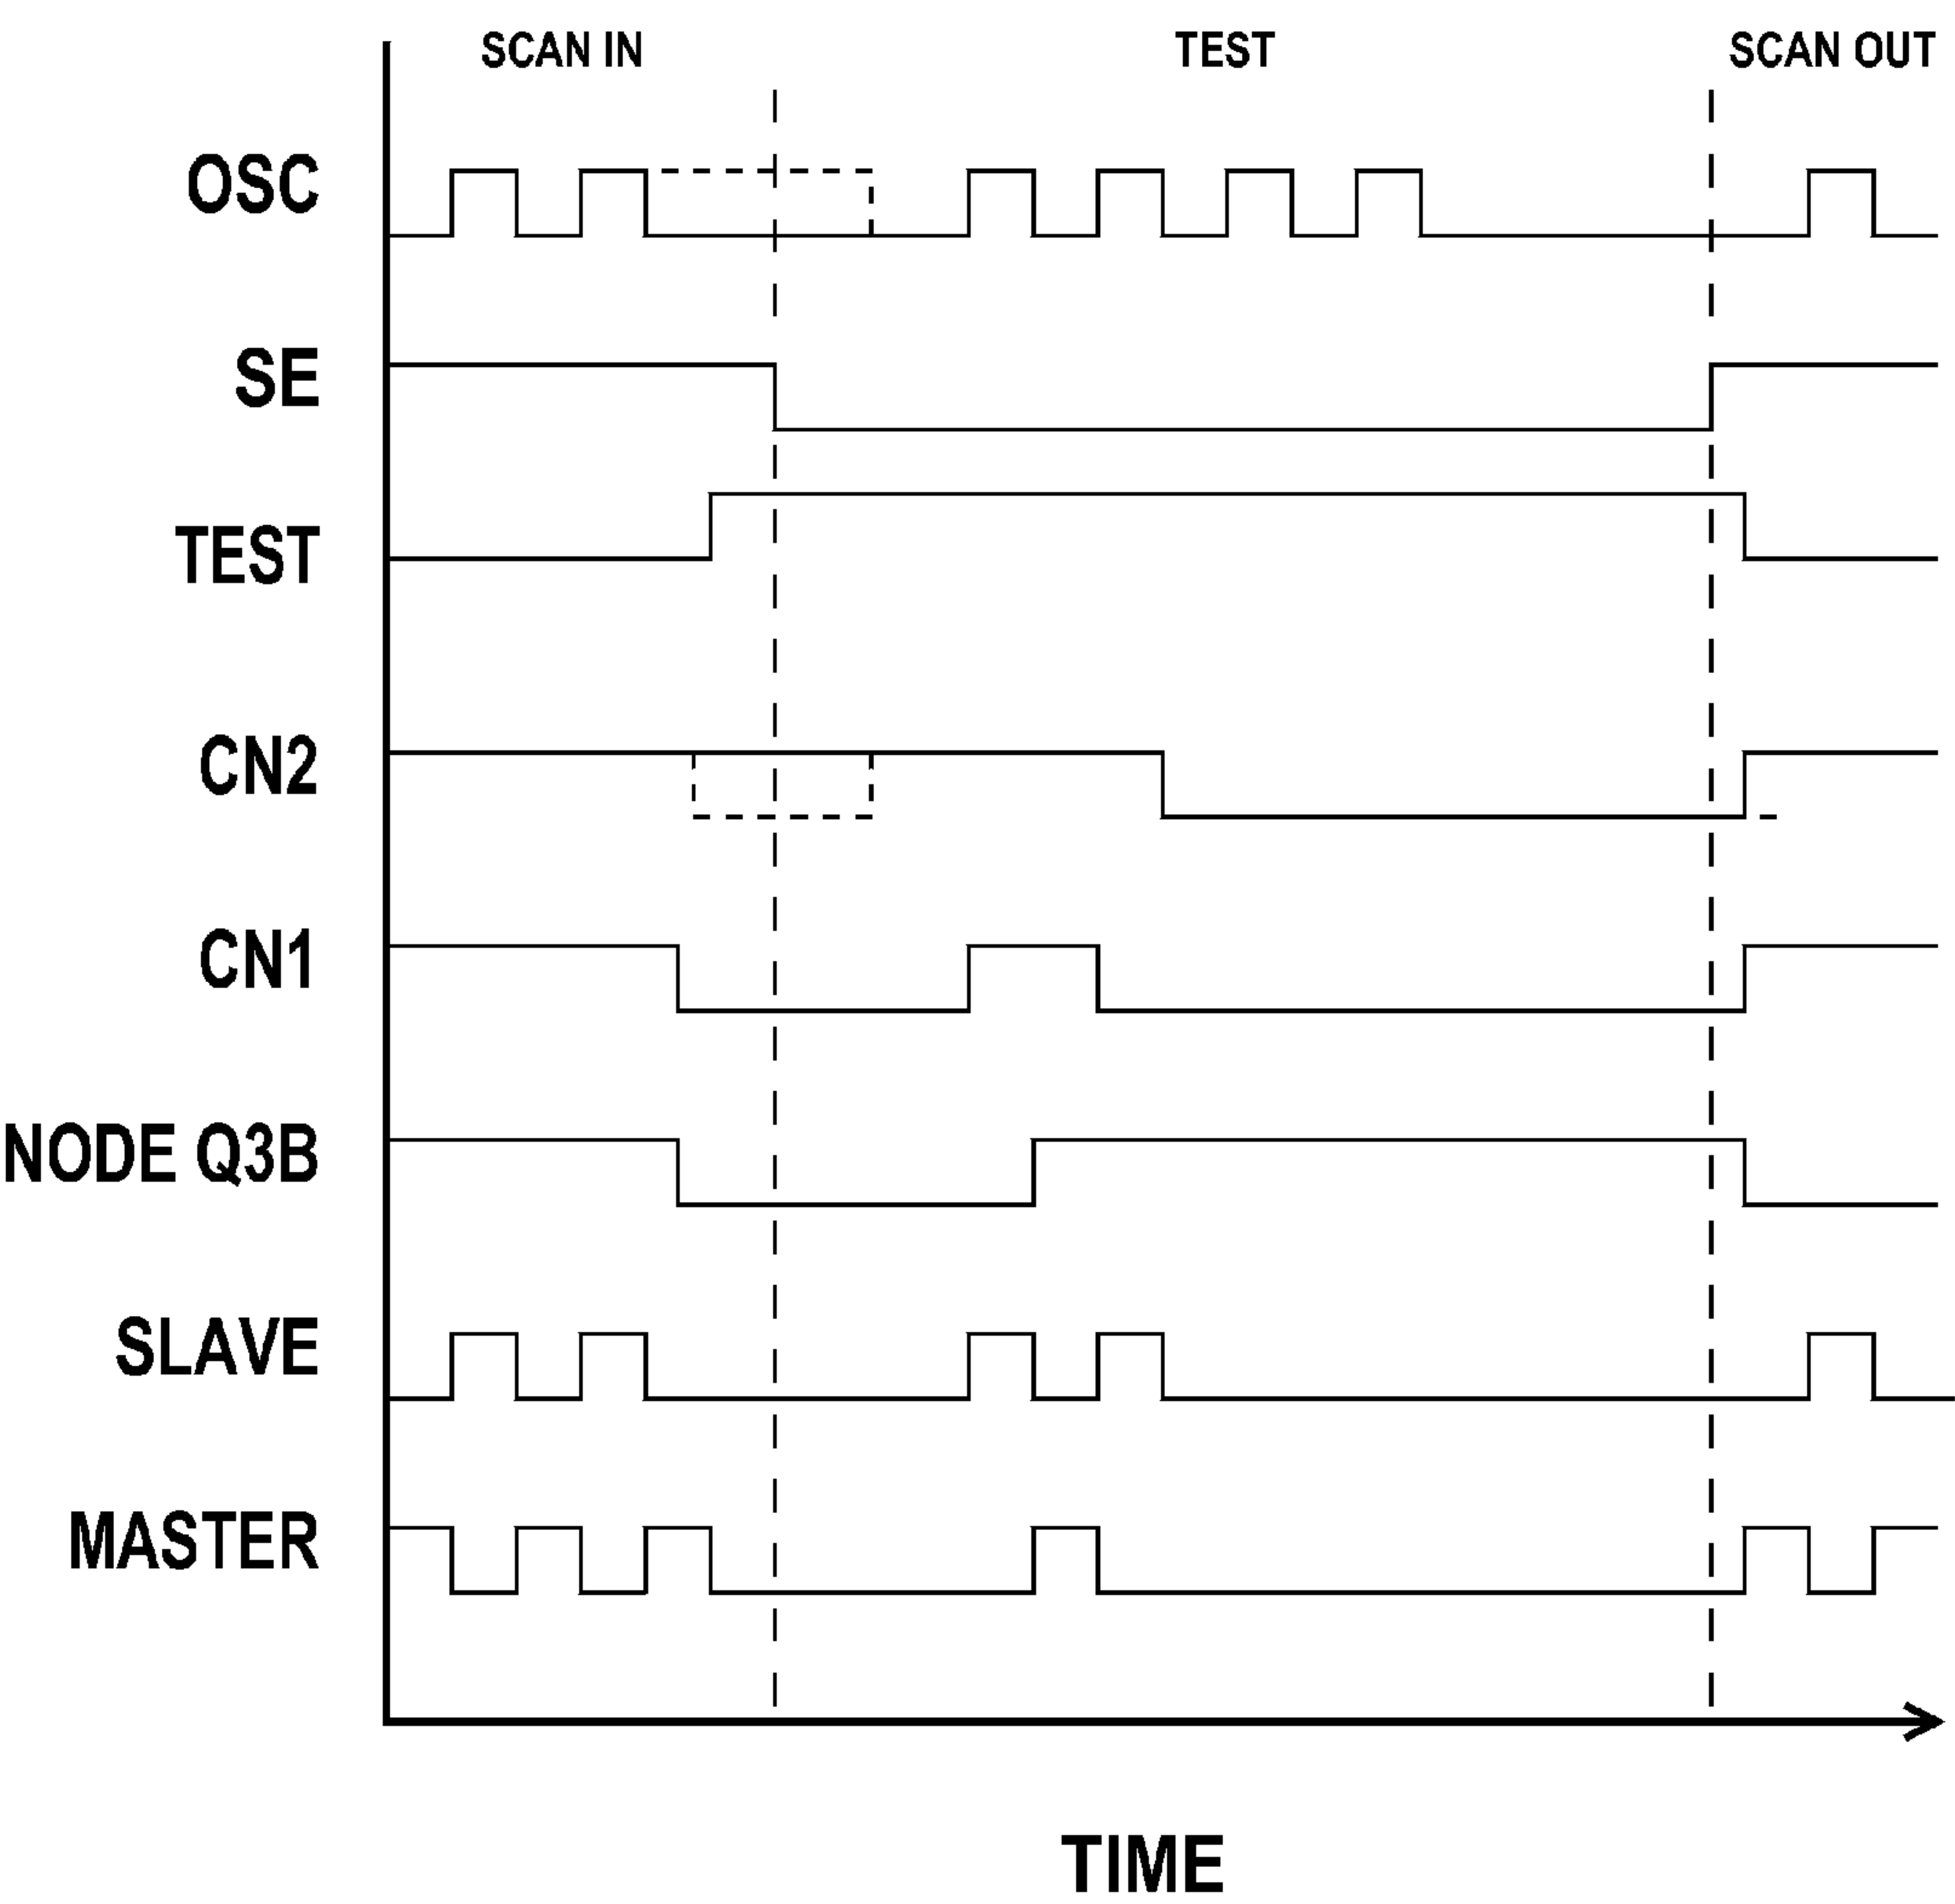 SCAN IN TEST SCAN OUT
OSC
SE
TEST
CN2
CN1
NODE Q3B
SLAVE
MASTER
TIME